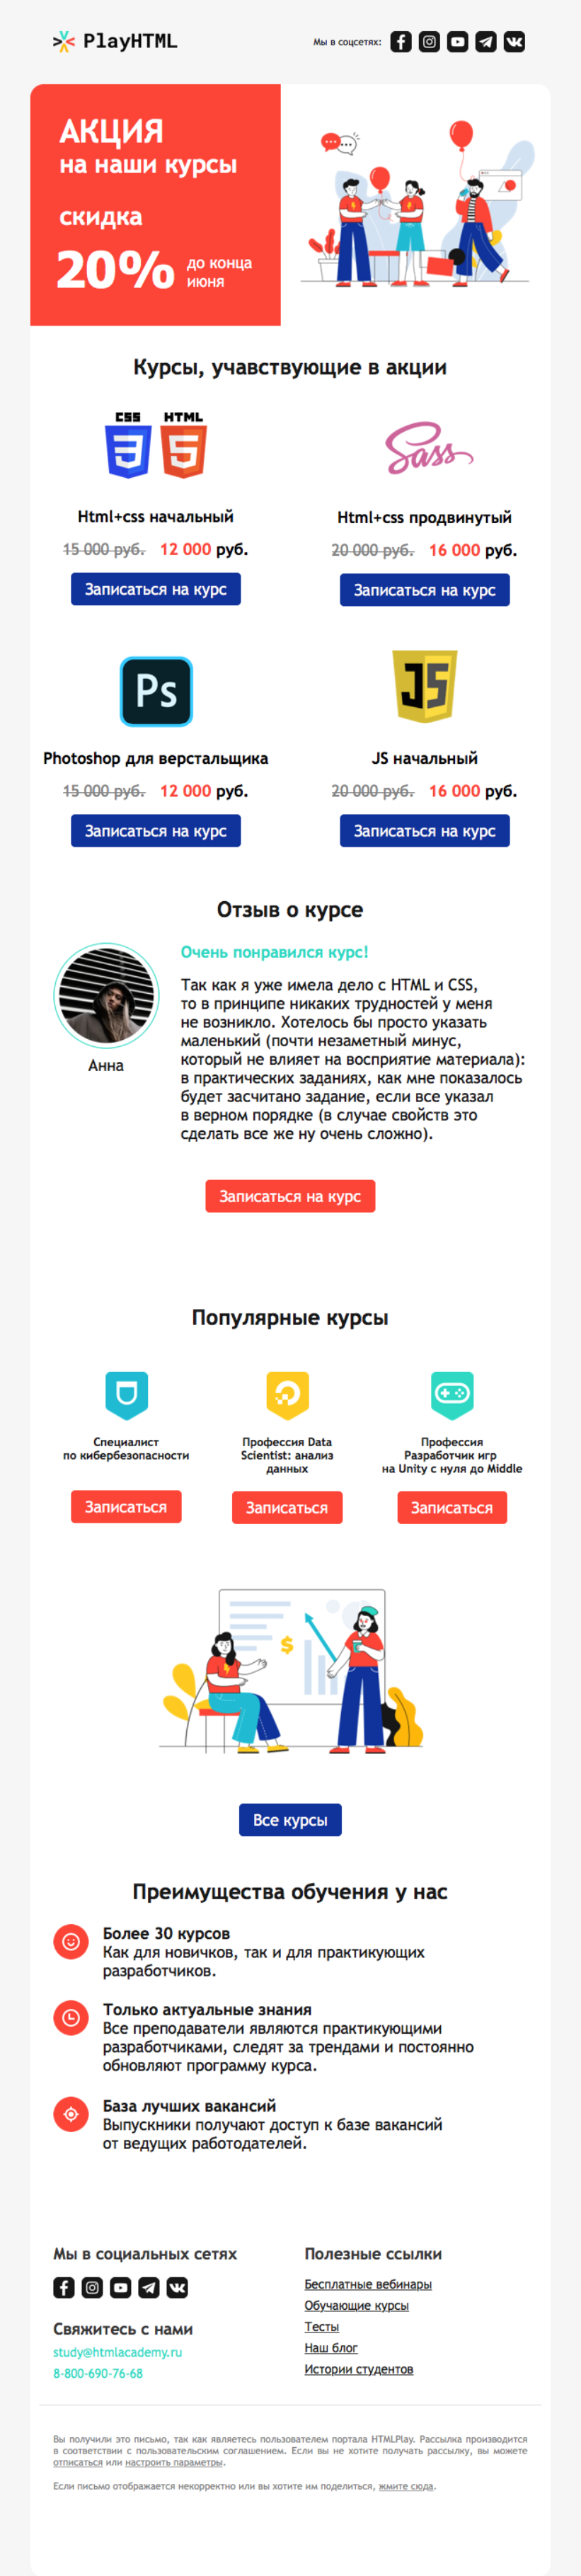 PlayHTML
Мы в соцсетях:
АКЦИЯ
на наши курсы
скидка
20% до конца
июня
Курсы, учавствующие в акции
CSS HTML
3 5
Sass
Html+css начальный
Html+css продвинутый
15 000 руб. 12 000 руб.
20 000 руб. 16 000 руб.
Записаться на курс
Записаться на курс
Ps
JS
Photoshop для верстальщика
JS начальный
15 000 руб. 12 000 руб.
20 000 руб. 16 000 руб.
Записаться на курс
Записаться на курс
Отзыв о курсе
Анна
Очень понравился курс!
Так как я уже имела дело с HTML и CSS,
то в принципе никаких трудностей у меня
не возникло. Хотелось бы просто указать
маленький (почти незаметный минус,
который не влияет на восприятие материала):
в практических заданиях, как мне показалось
будет засчитано задание, если все указал
в верном порядке (в случае свойств это
сделать все же ну очень сложно).
Записаться на курс
Популярные курсы
Специалист
по кибербезопасности
Профессия Data
Scientist: анализ
данных
Профессия
Разработчик игр
на Unity с нуля до Middle
Записаться
Записаться
Записаться
$
Все курсы
Преимущества обучения у нас
Более 30 курсов
Как для новичков, так и для практикующих
разработчиков.
Только актуальные знания
Все преподаватели являются практикующими
разработчиками, следят за трендами и постоянно
обновляют программу курса.
База лучших вакансий
Выпускники получают доступ к базе вакансий
от ведущих работодателей.
Мы в социальных сетях
Свяжитесь с нами
study@htmlacademy.ru
8-800-690-76-68
Полезные ссылки
Бесплатные вебинары
Обучающие курсы
Тесты
Наш блог
Истории студентов
Вы получили это письмо, так как являетесь пользователем портала HTMLPlay. Рассылка производится
в соответствии с пользовательским соглашением. Если вы не хотите получать рассылку, вы можете
отписаться или настроить параметры.
Если письмо отображается некорректно или вы хотите им поделиться, жмите сюда.